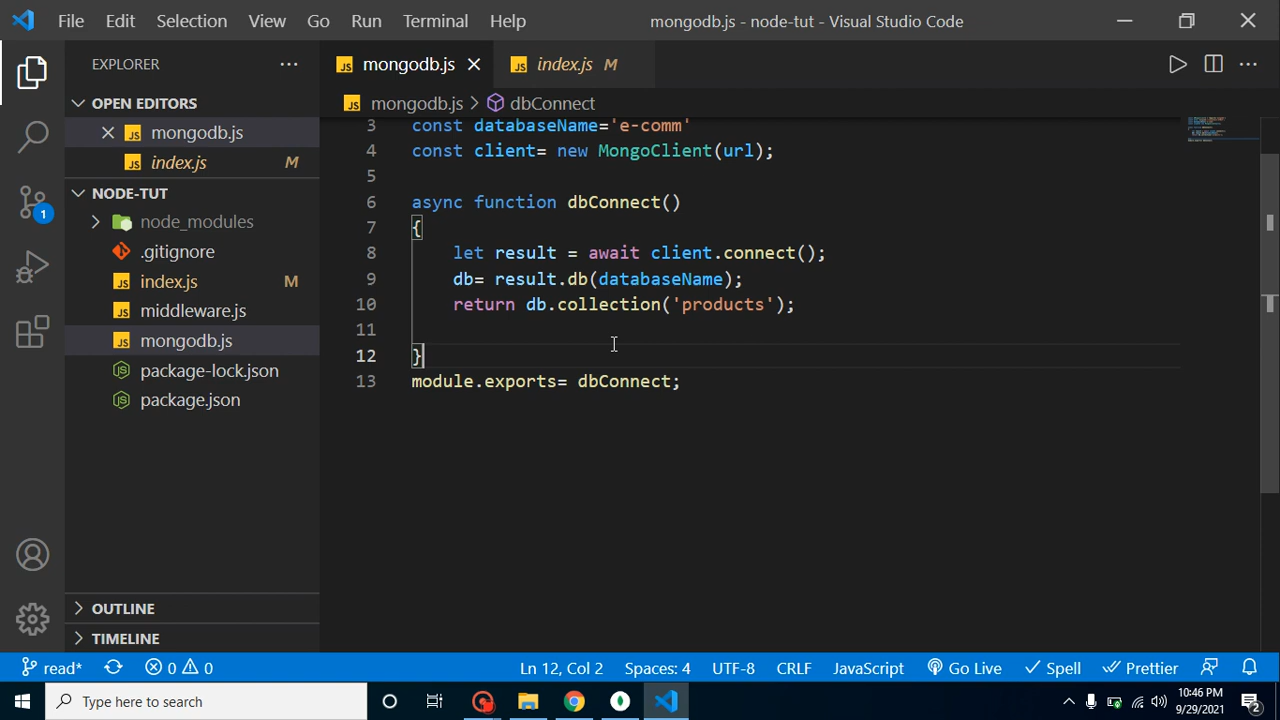 File Edit Selection View Go Run Terminal Help mongodb.js - node-tut - Visual Studio Code
EXPLORER
mongodb.js index.js M
OPEN EDITORS
mongodb.js
index.js M
NODE-TUT
node_modules
.gitignore
index.js M
middleware.js
mongodb.js
package-lock.json
package.json
OUTLINE
TIMELINE
1
mongodb.js > dbConnect
3 const databaseName='e-comm'
4 const client= new MongoClient(url);
5
6 async function dbConnect()
7 {
8 let result = await client.connect();
9 db= result.db(databaseName);
10 return db.collection('products');
11
12 }
13 module.exports= dbConnect;
read* 0 0 Ln 12, Col 2 Spaces: 4 UTF-8 CRLF JavaScript Go Live Spell Prettier
Type here to search
10:46 PM
9/29/2021
2